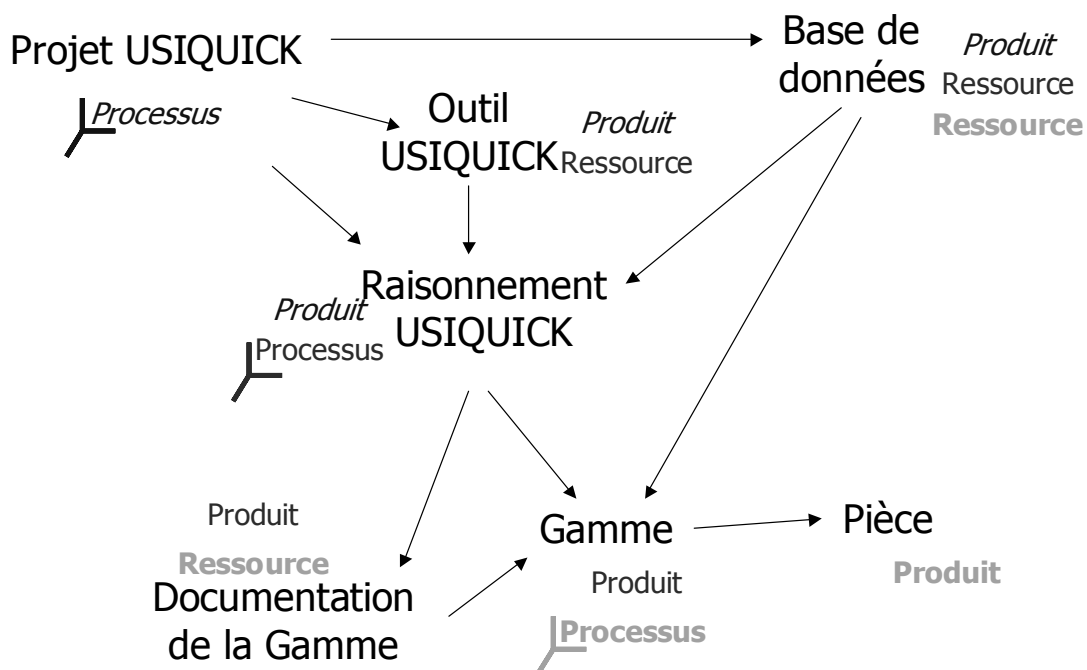 Projet USIQUICK
Processus
Base de
données
Produit
Ressource
Ressource
Outil
USIQUICK
Produit
Ressource
Raisonnement
USIQUICK
Produit
Processus
Produit
Ressource
Documentation
de la Gamme
Gamme
Produit
Processus
Pièce
Produit